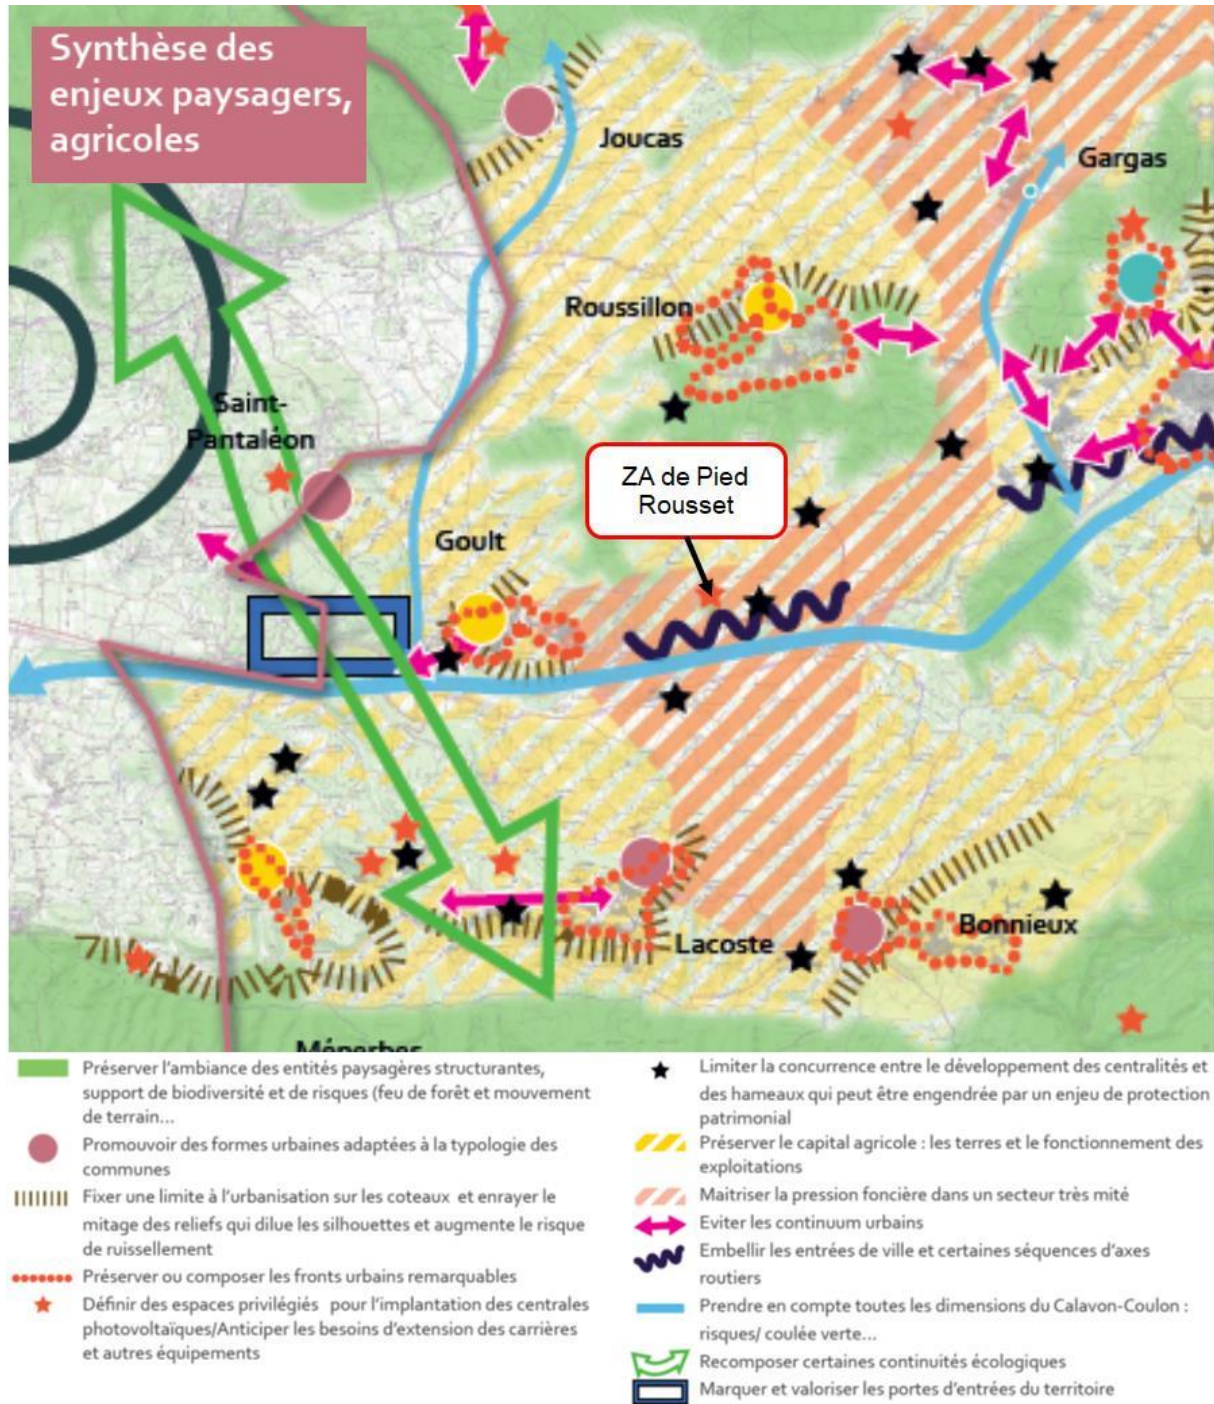 Synthèse des
enjeux paysagers,
agricoles
Joucas
Gargas
Roussillon
Saint-
Pantaléon
ZA de Pied
Rousset
Goult
Lacoste
Bonnieux
Ménerbes
Préserver l'ambiance des entités paysagères structurantes,
support de biodiversité et de risques (feu de forêt et mouvement
de terrain...
Promouvoir des formes urbaines adaptées à la typologie des
communes
Fixer une limite à l'urbanisation sur les coteaux et enrayer le
mitage des reliefs qui dilue les silhouettes et augmente le risque
de ruissellement
Préserver ou composer les fronts urbains remarquables
Définir des espaces privilégiés pour l'implantation des centrales
photovoltaïques/Anticiper les besoins d'extension des carrières
et autres équipements
Limiter la concurrence entre le développement des centralités et
des hameaux qui peut être engendrée par un enjeu de protection
patrimonial
Préserver le capital agricole : les terres et le fonctionnement des
exploitations
Maitriser la pression foncière dans un secteur très mité
Eviter les continuum urbains
Embellir les entrées de ville et certaines séquences d'axes
routiers
Prendre en compte toutes les dimensions du Calavon-Coulon :
risques/ coulée verte...
Recomposer certaines continuités écologiques
Marquer et valoriser les portes d'entrées du territoire